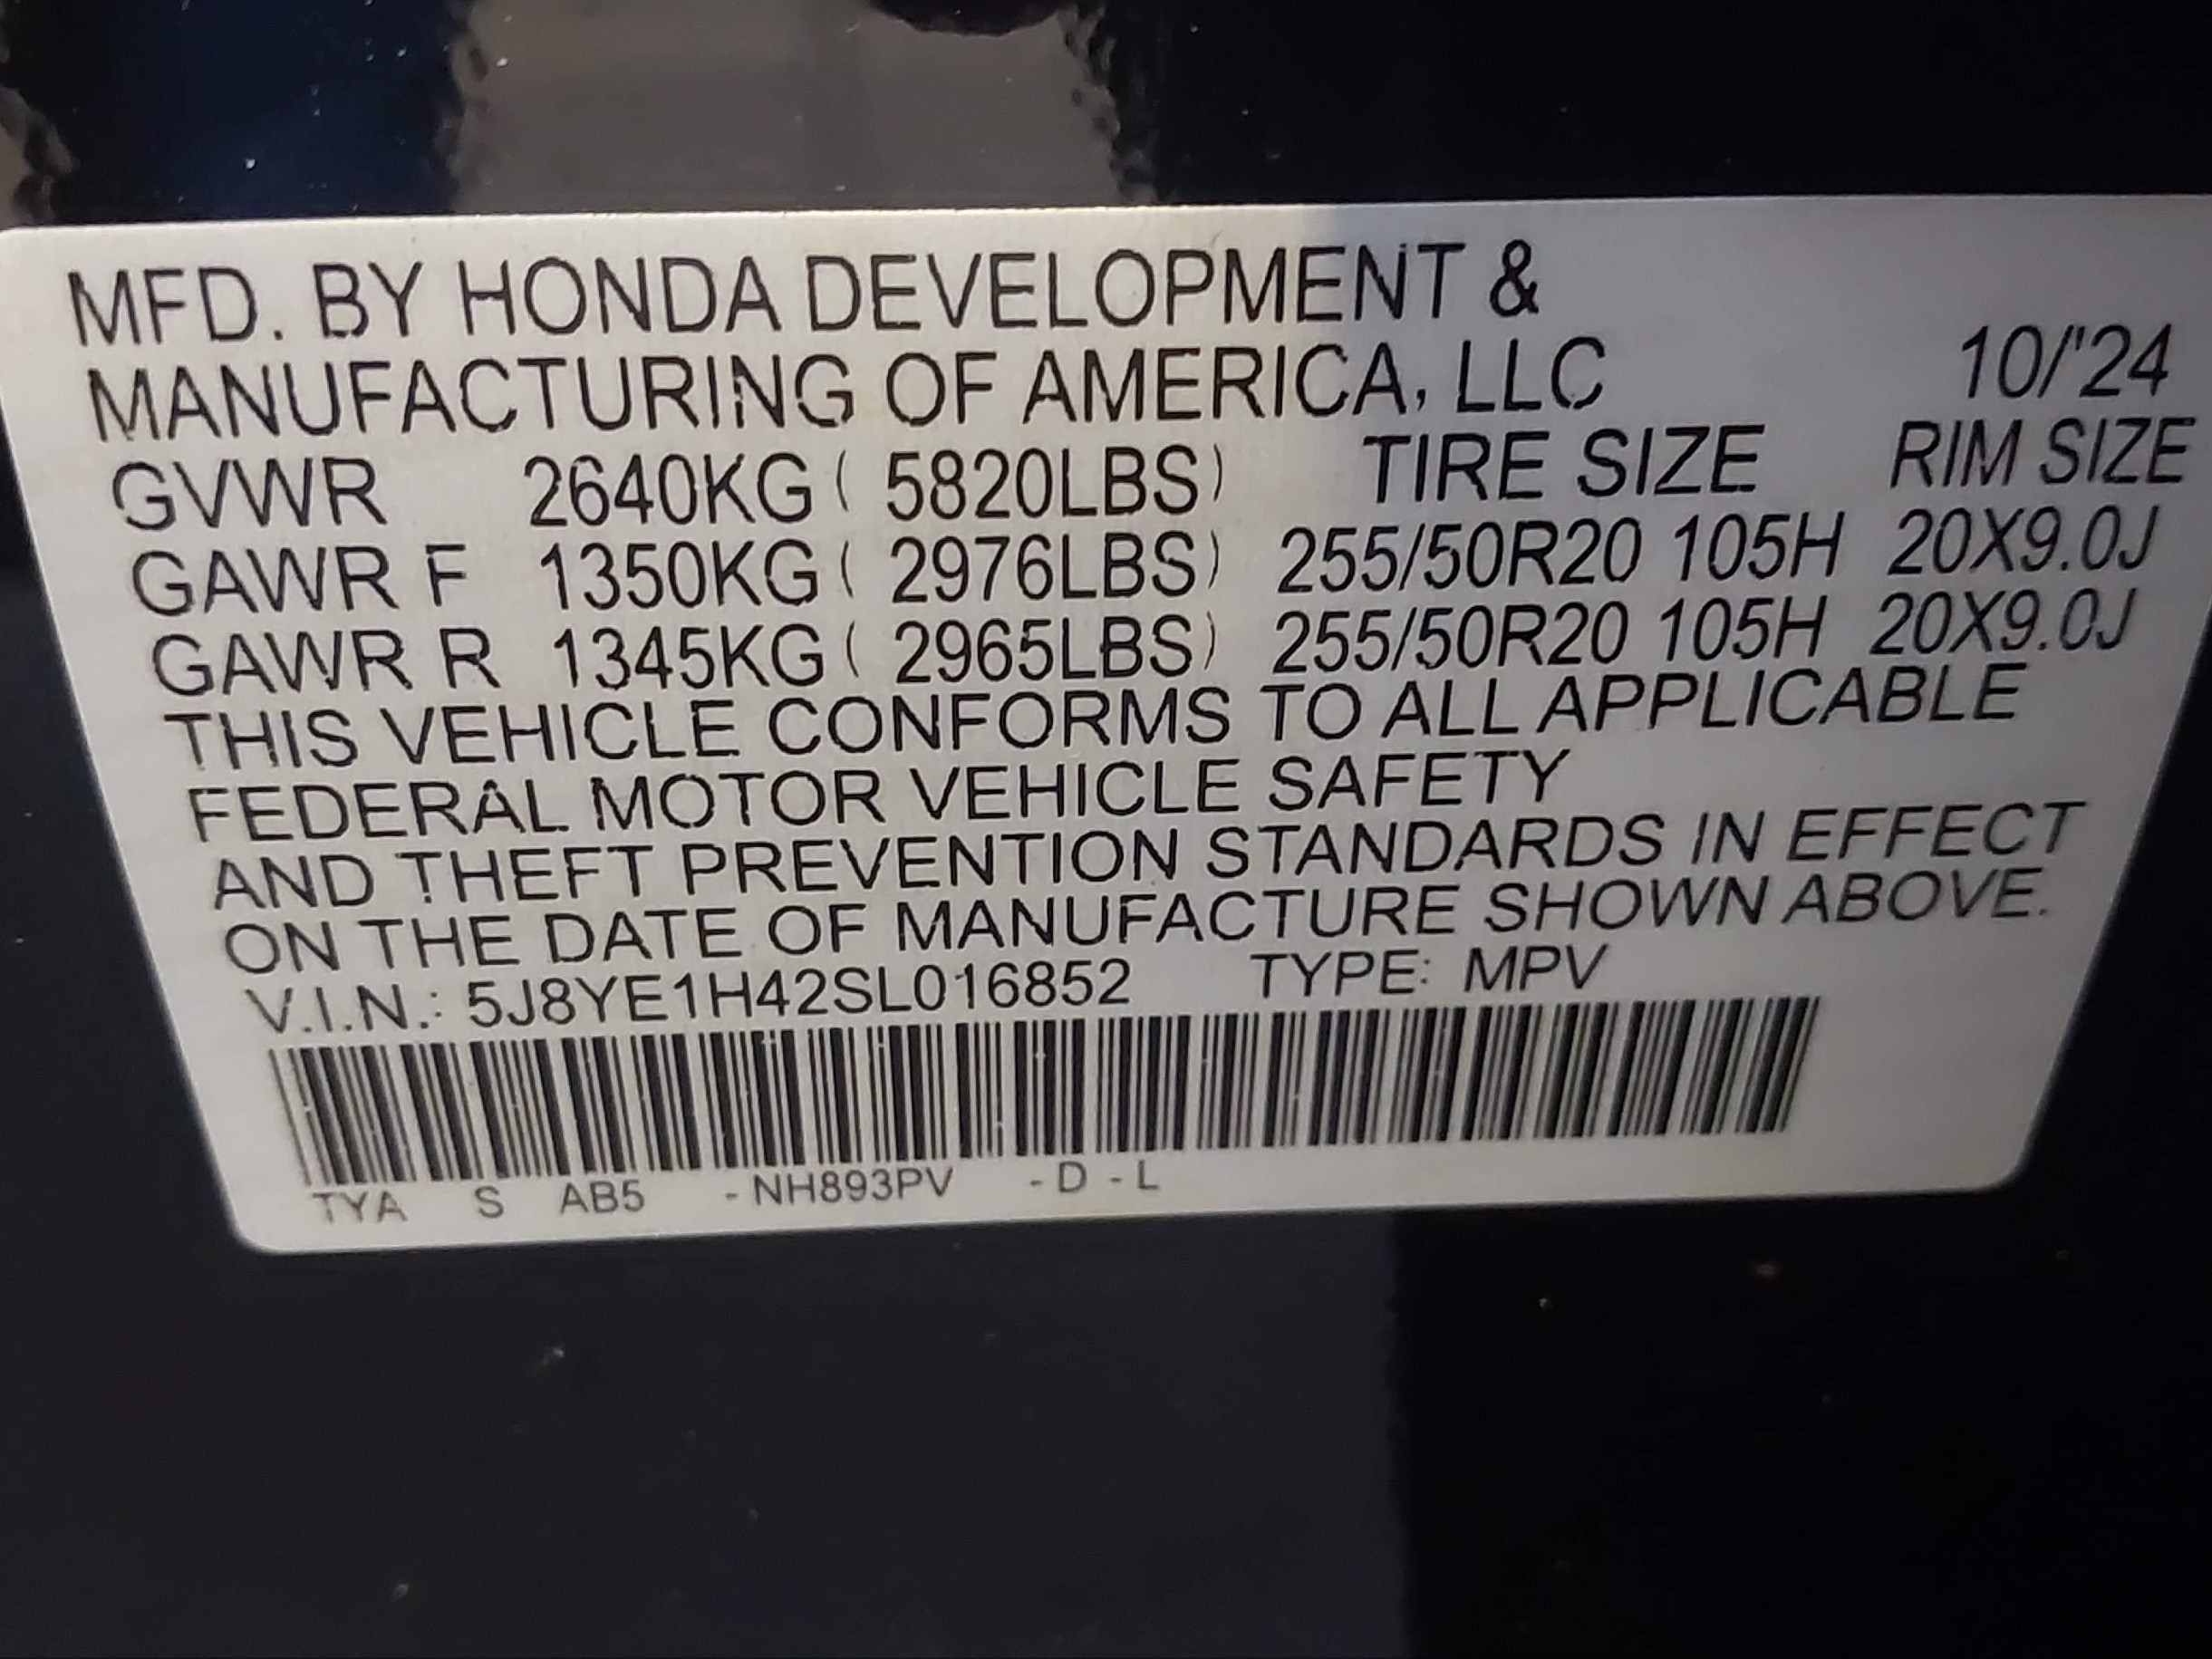 MFD. BY HONDA DEVELOPMENT &
MANUFACTURING OF AMERICA, LLC 10/'24
GVWR 2640KG ( 5820LBS) TIRE SIZE RIM SIZE
GAWR F 1350KG ( 2976LBS) 255/50R20 105H 20X9.0J
GAWR R 1345KG ( 2965LBS) 255/50R20 105H 20X9.0J
THIS VEHICLE CONFORMS TO ALL APPLICABLE
FEDERAL MOTOR VEHICLE SAFETY
AND THEFT PREVENTION STANDARDS IN EFFECT
ON THE DATE OF MANUFACTURE SHOWN ABOVE.
V.I.N.: 5J8YE1H42SL016852 TYPE: MPV
TYA S AB5 -NH893PV -D -L